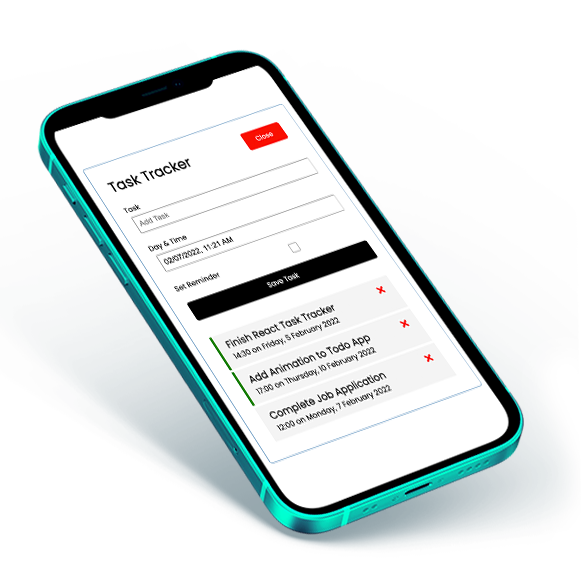 Close
Task Tracker
Task
Add Task
Day & Time
02/07/2022, 11:21 AM
Set Reminder
Save Task
Finish React Task Tracker
14:30 on Friday, 5 February 2022
Add Animation to Todo App
17:00 on Thursday, 10 February 2022
Complete Job Application
12:00 on Monday, 7 February 2022